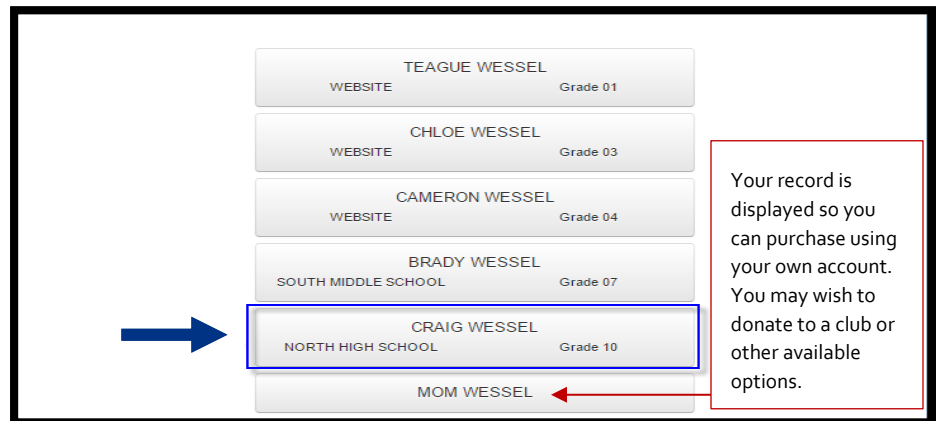 TEAGUE WESSEL
WEBSITE Grade 01
CHLOE WESSEL
WEBSITE Grade 03
CAMERON WESSEL
WEBSITE Grade 04
BRADY WESSEL
SOUTH MIDDLE SCHOOL Grade 07
CRAIG WESSEL
NORTH HIGH SCHOOL Grade 10
MOM WESSEL
Your record is
displayed so you
can purchase using
your own account.
You may wish to
donate to a club or
other available
options.